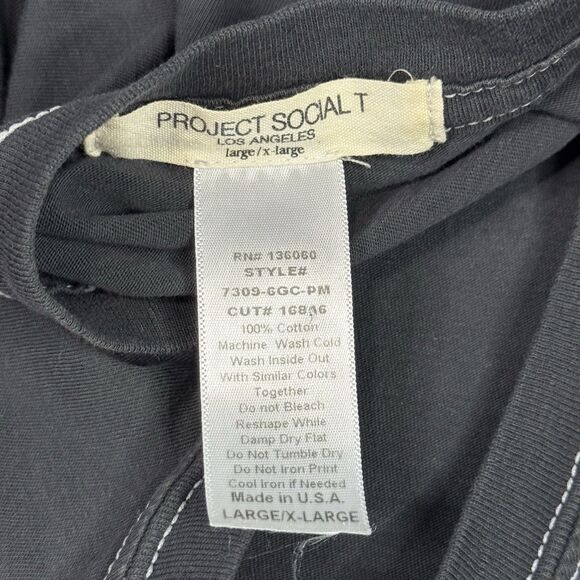 PROJECT SOCIAL T
LOS ANGELES
large/x-large
RN# 136060
STYLE#
7309-6GC-PM
CUT# 16846
100% Cotton
Machine Wash Cold
Wash Inside Out
With Similar Colors
Together
Do not Bleach
Reshape While
Damp Dry Flat
Do Not Tumble Dry
Do Not Iron Print
Cool Iron if Needed
Made in U.S.A.
LARGE/X-LARGE